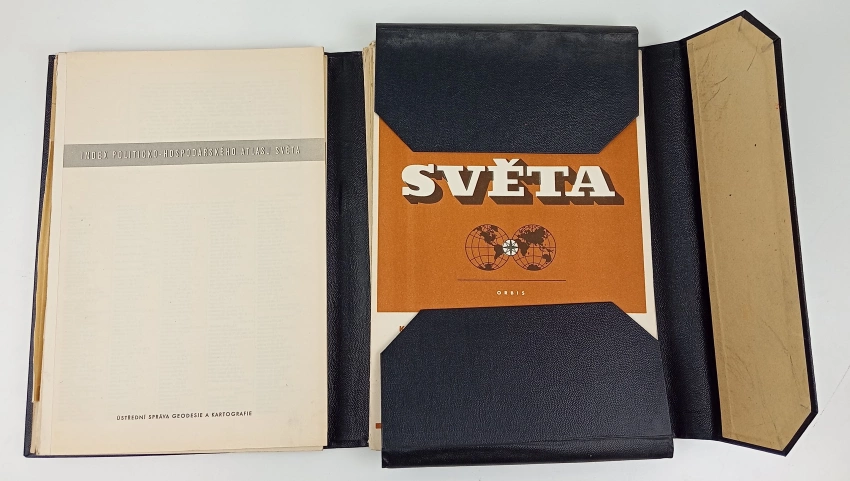 INDEX POLITICKO-HOSPODÁŘSKÉHO ATLASU SVĚTA
ÚSTŘEDNÍ SPRÁVA GEODESIE A KARTOGRAFIE
SVĚTA
ORBIS